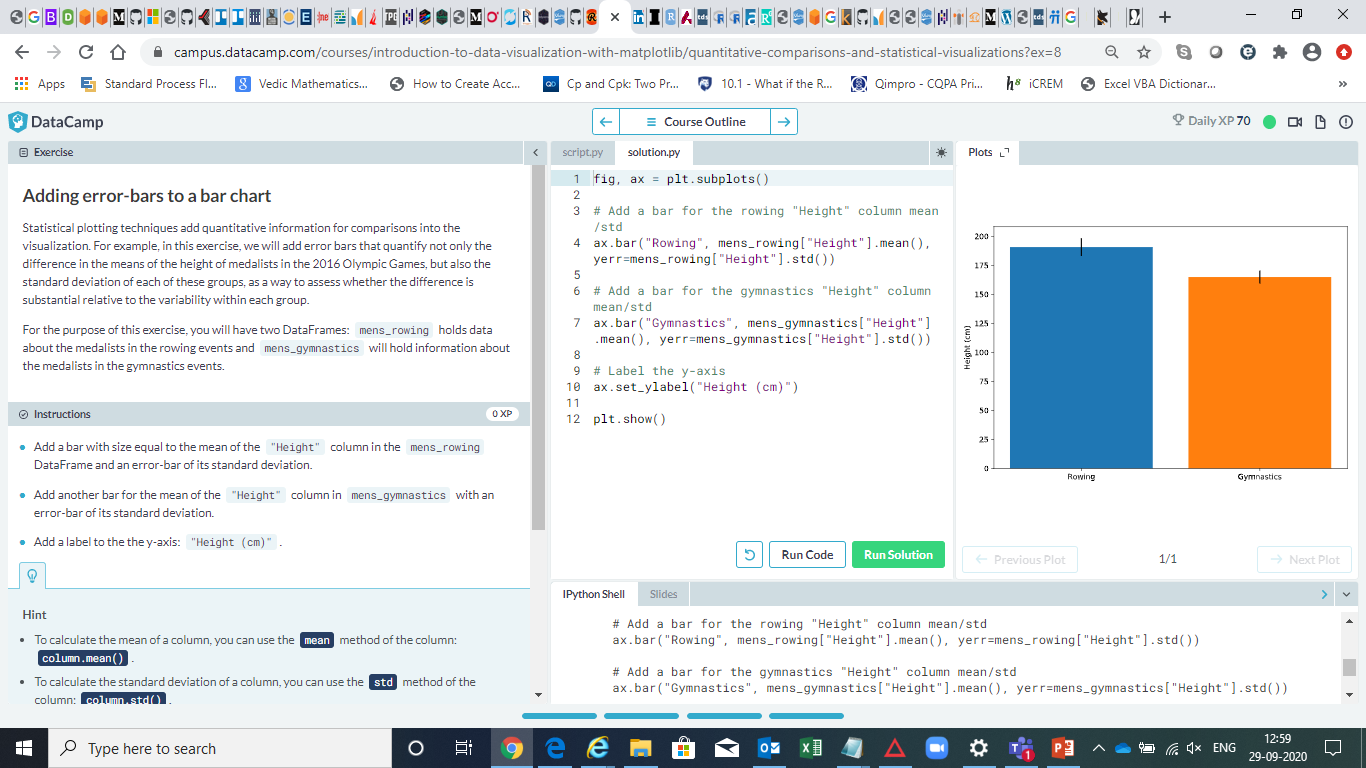 campus.datacamp.com/courses/introduction-to-data-visualization-with-matplotlib/quantitative-comparisons-and-statistical-visualizations?ex=8
Apps
Standard Process Fl...
Vedic Mathematics...
How to Create Acc...
Cp and Cpk: Two Pr...
10.1 - What if the R...
Qimpro - CQPA Pri...
iCREM
Excel VBA Dictionar...
»
DataCamp
Course Outline
Daily XP 70
Exercise
Adding error-bars to a bar chart
Statistical plotting techniques add quantitative information for comparisons into the
visualization. For example, in this exercise, we will add error bars that quantify not only the
difference in the means of the height of medalists in the 2016 Olympic Games, but also the
standard deviation of each of these groups, as a way to assess whether the difference is
substantial relative to the variability within each group.
For the purpose of this exercise, you will have two DataFrames: mens_rowing holds data
about the medalists in the rowing events and mens_gymnastics will hold information about
the medalists in the gymnastics events.
Instructions
0 XP
Add a bar with size equal to the mean of the "Height" column in the mens_rowing
DataFrame and an error-bar of its standard deviation.
Add another bar for the mean of the "Height" column in mens_gymnastics with an
error-bar of its standard deviation.
Add a label to the the y-axis: "Height (cm)" .
Hint
To calculate the mean of a column, you can use the mean method of the column:
column.mean() .
To calculate the standard deviation of a column, you can use the std method of the
column: column.std() .
script.py
solution.py
1 fig, ax = plt.subplots()
2
3 # Add a bar for the rowing "Height" column mean
/std
4 ax.bar("Rowing", mens_rowing["Height"].mean(),
yerr=mens_rowing["Height"].std())
5
6 # Add a bar for the gymnastics "Height" column
mean/std
7 ax.bar("Gymnastics", mens_gymnastics["Height"]
.mean(), yerr=mens_gymnastics["Height"].std())
8
9 # Label the y-axis
10 ax.set_ylabel("Height (cm)")
11
12 plt.show()
Run Code
Run Solution
Plots
200
175
150
125
100
75
50
25
0
Height (cm)
Rowing
Gymnastics
Previous Plot
1/1
Next Plot
IPython Shell
Slides
# Add a bar for the rowing "Height" column mean/std
ax.bar("Rowing", mens_rowing["Height"].mean(), yerr=mens_rowing["Height"].std())
# Add a bar for the gymnastics "Height" column mean/std
ax.bar("Gymnastics", mens_gymnastics["Height"].mean(), yerr=mens_gymnastics["Height"].std())
Type here to search
ENG
12:59
29-09-2020